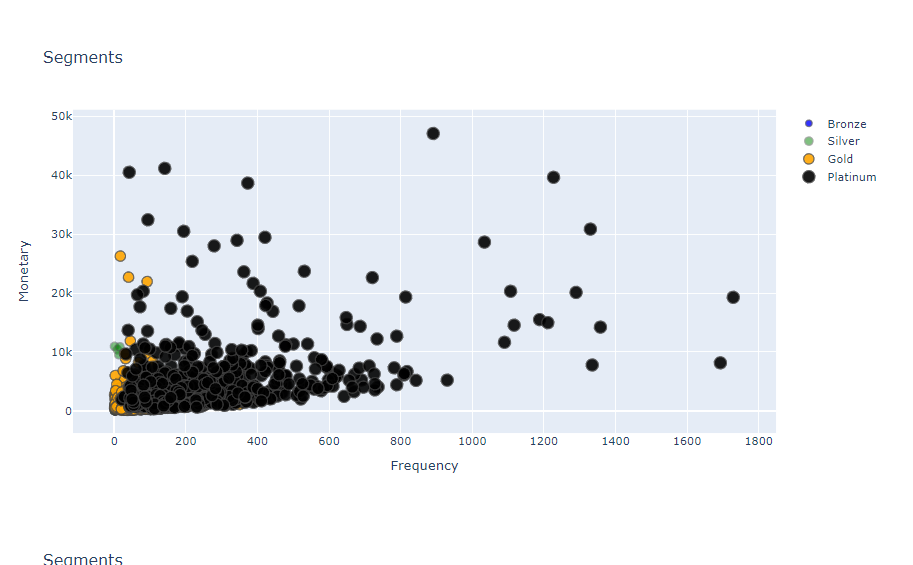 Segments
50k
40k
30k
20k
10k
0
Monetary
0 200 400 600 800 1000 1200 1400 1600 1800
Frequency
Bronze
Silver
Gold
Platinum
Segments